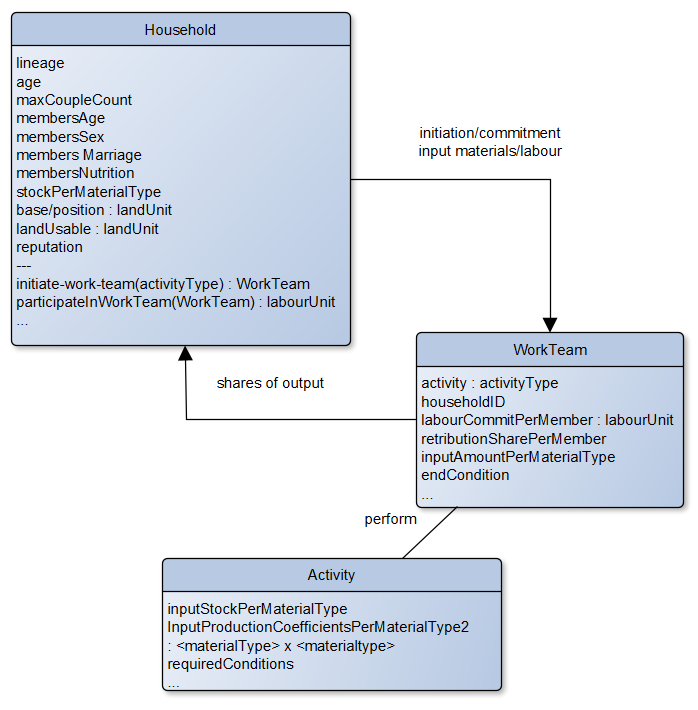 Household
lineage
age
maxCoupleCount
membersAge
membersSex
members Marriage
membersNutrition
stockPerMaterialType
base/position : landUnit
landUsable : landUnit
reputation
---
initiate-work-team(activityType) : WorkTeam
participateInWorkTeam(WorkTeam) : labourUnit
...
initiation/commitment
input materials/labour
shares of output
WorkTeam
activity : activityType
householdID
labourCommitPerMember : labourUnit
retributionSharePerMember
inputAmountPerMaterialType
endCondition
...
perform
Activity
inputStockPerMaterialType
InputProductionCoefficientsPerMaterialType2
: <materialType> x <materialtype>
requiredConditions
...